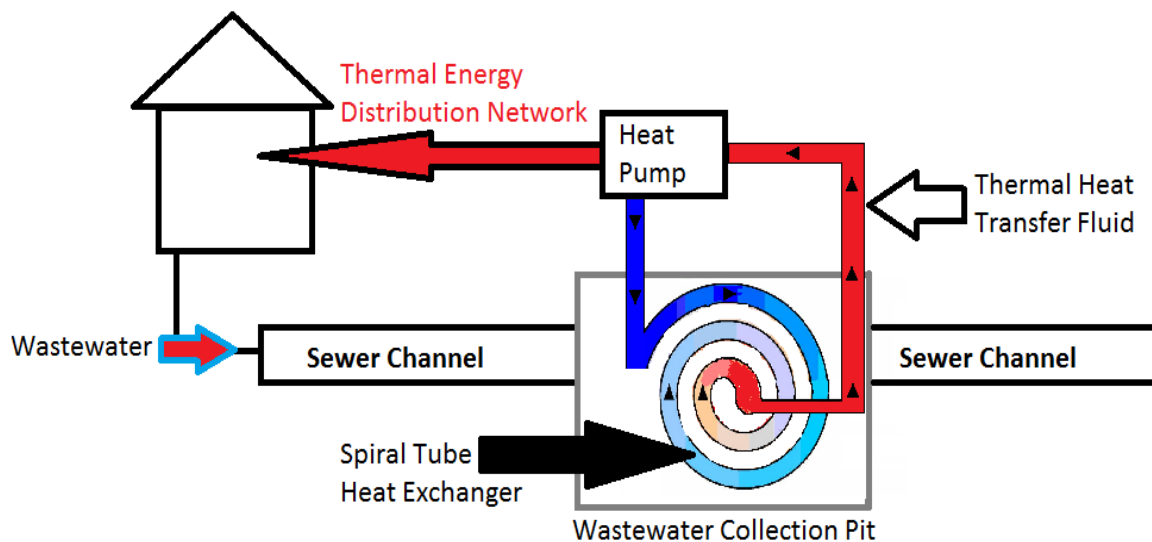 Thermal Energy
Distribution Network
Heat
Pump
Thermal Heat
Transfer Fluid
Wastewater
Sewer Channel
Sewer Channel
Spiral Tube
Heat Exchanger
Wastewater Collection Pit